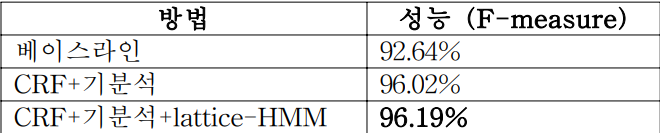 방법 성능 (F-measure)
베이스라인 92.64%
CRF+기분석 96.02%
CRF+기분석+lattice-HMM 96.19%